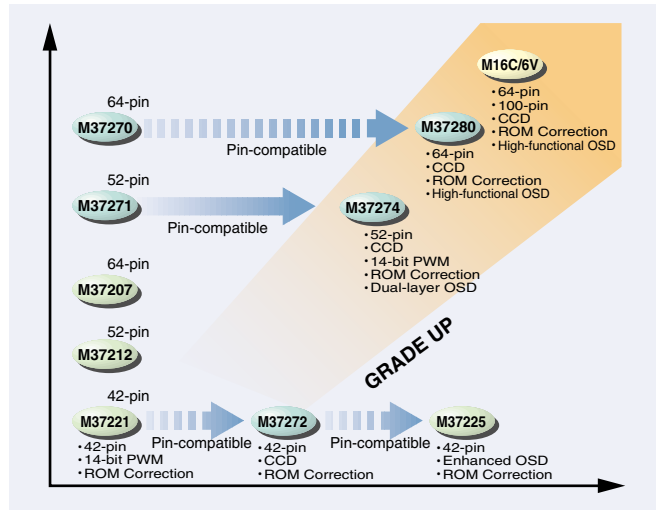 M16C/6V
・64-pin
・100-pin
・CCD
・ROM Correction
・High-functional OSD
64-pin
M37270
Pin-compatible
M37280
・64-pin
・CCD
・ROM Correction
・High-functional OSD
52-pin
M37271
Pin-compatible
M37274
・52-pin
・CCD
・14-bit PWM
・ROM Correction
・Dual-layer OSD
64-pin
M37207
52-pin
M37212
GRADE UP
42-pin
M37221
・42-pin
・14-bit PWM
・ROM Correction
Pin-compatible
M37272
・42-pin
・CCD
・ROM Correction
Pin-compatible
M37225
・42-pin
・Enhanced OSD
・ROM Correction